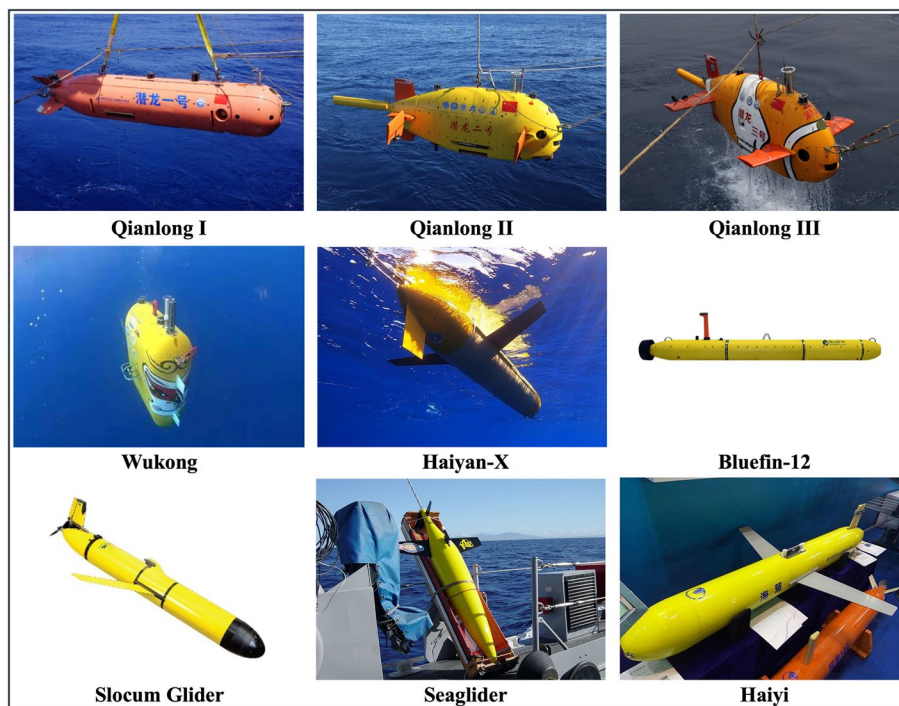 潜龙一号
潜龙二号
潜龙
三号
Qianlong I
Qianlong II
Qianlong III
Wukong
Haiyan-X
Bluefin-12
海翼
Slocum Glider
Seaglider
Haiyi